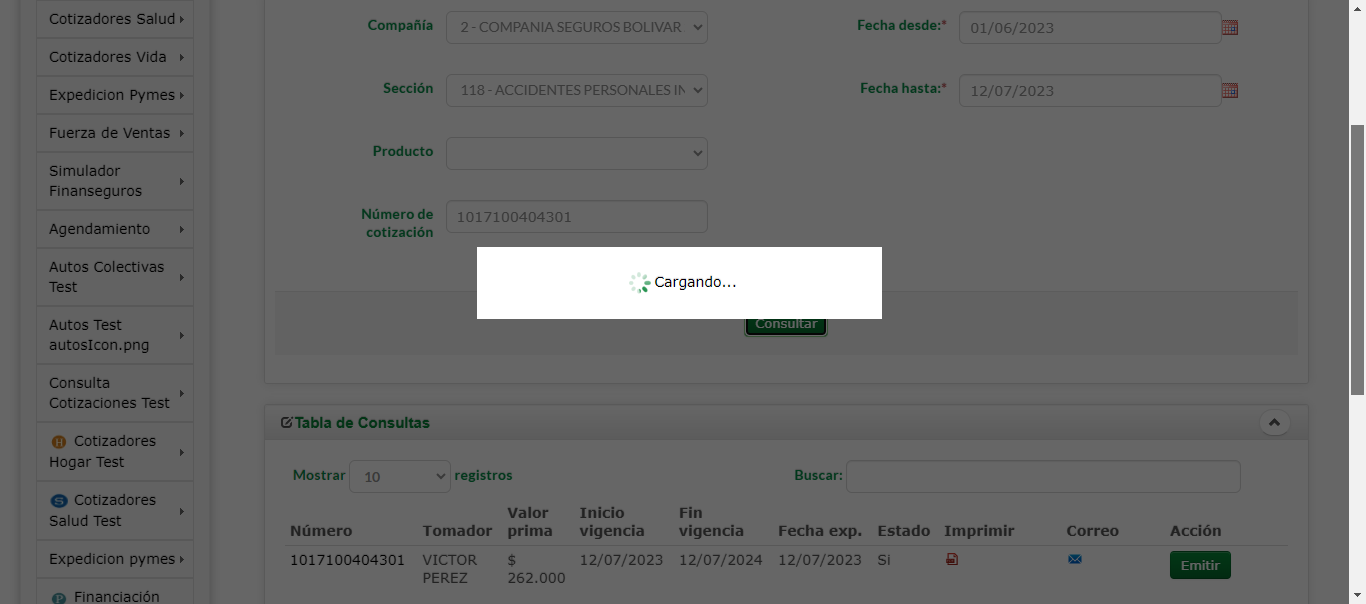 Cotizadores Salud
Cotizadores Vida
Expedicion Pymes
Fuerza de Ventas
Simulador
Finanseguros
Agendamiento
Autos Colectivas
Test
Autos Test
autosIcon.png
Consulta
Cotizaciones Test
H Cotizadores
Hogar Test
S Cotizadores
Salud Test
Expedicion pymes
P Financiación
Compañía
2 - COMPANIA SEGUROS BOLIVAR
Fecha desde:*
01/06/2023
Sección
118 - ACCIDENTES PERSONALES IN
Fecha hasta:*
12/07/2023
Producto
Número de
cotización
1017100404301
Cargando...
Consultar
Tabla de Consultas
Mostrar 10 registros
Buscar:
Número Tomador Valor prima Inicio vigencia Fin vigencia Fecha exp. Estado Imprimir Correo Acción
1017100404301 VICTOR PEREZ $ 262.000 12/07/2023 12/07/2024 12/07/2023 Si Emitir